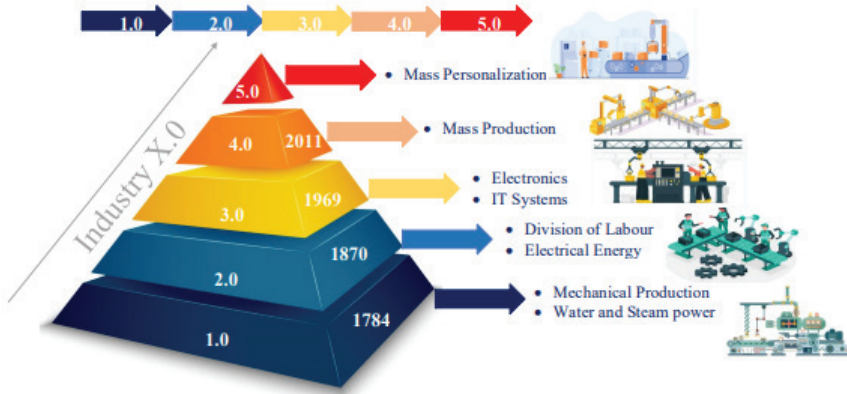 1.0 2.0 3.0 4.0 5.0
Industry X.0
5.0
• Mass Personalization
4.0 2011
• Mass Production
3.0 1969
• Electronics
• IT Systems
2.0 1870
• Division of Labour
• Electrical Energy
1.0 1784
• Mechanical Production
• Water and Steam power